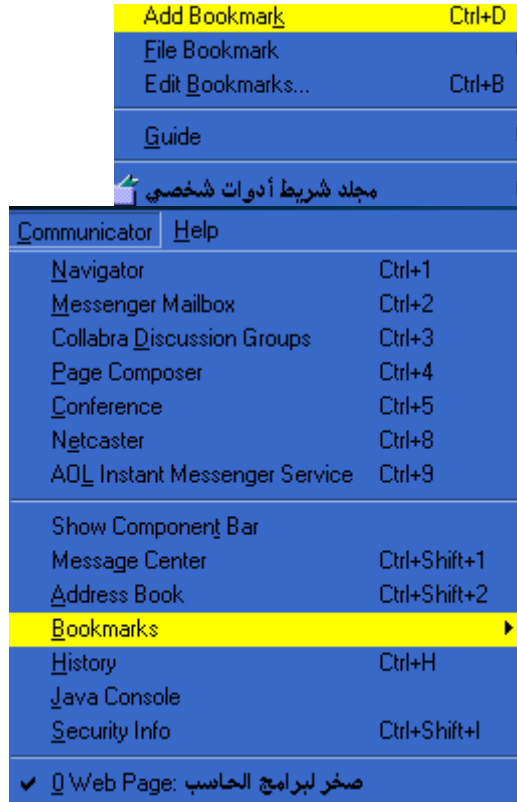 Add Bookmark Ctrl+D
File Bookmark
Edit Bookmarks... Ctrl+B
Guide
مجلد شريط أدوات شخصي
Communicator Help
Navigator Ctrl+1
Messenger Mailbox Ctrl+2
Collabra Discussion Groups Ctrl+3
Page Composer Ctrl+4
Conference Ctrl+5
Netcaster Ctrl+8
AOL Instant Messenger Service Ctrl+9
Show Component Bar
Message Center Ctrl+Shift+1
Address Book Ctrl+Shift+2
Bookmarks
History Ctrl+H
Java Console
Security Info Ctrl+Shift+I
0 Web Page: صخر لبرامج الحاسب